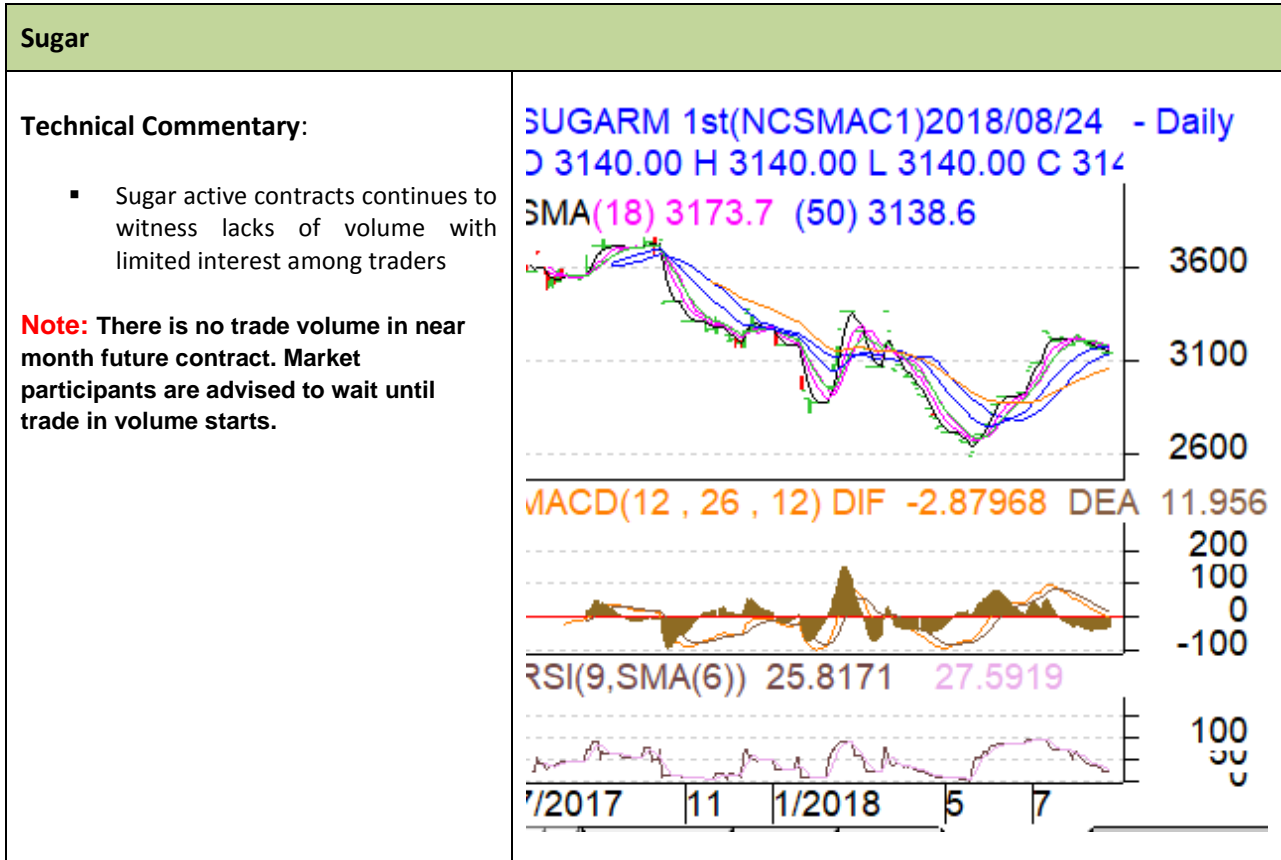 Sugar
Technical Commentary:
▪ Sugar active contracts continues to
witness lacks of volume with
limited interest among traders
Note: There is no trade volume in near
month future contract. Market
participants are advised to wait until
trade in volume starts.
SUGARM 1st(NCSMAC1)2018/08/24 - Daily
O 3140.00 H 3140.00 L 3140.00 C 314
SMA(18) 3173.7 (50) 3138.6
3600
3100
2600
MACD(12 , 26 , 12) DIF -2.87968 DEA 11.956
200
100
0
-100
RSI(9,SMA(6)) 25.8171 27.5919
100
50
0
7/2017 11 1/2018 5 7